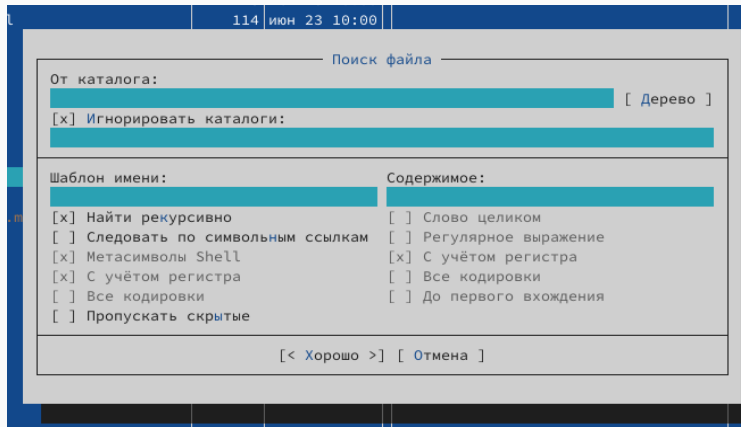 l
114 июн 23 10:00
Поиск файла
От каталога:
[ Дерево ]
[x] Игнорировать каталоги:
Шаблон имени:
Содержимое:
.m
[x] Найти рекурсивно
[ ] Следовать по символьным ссылкам
[x] Метасимволы Shell
[x] С учётом регистра
[ ] Все кодировки
[ ] Пропускать скрытые
[ ] Слово целиком
[ ] Регулярное выражение
[x] С учётом регистра
[ ] Все кодировки
[ ] До первого вхождения
[< Хорошо >] [ Отмена ]